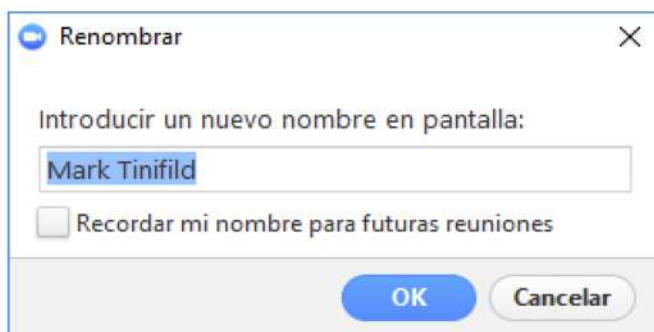 Renombrar
Introducir un nuevo nombre en pantalla:
Mark Tinifild
Recordar mi nombre para futuras reuniones
OK Cancelar